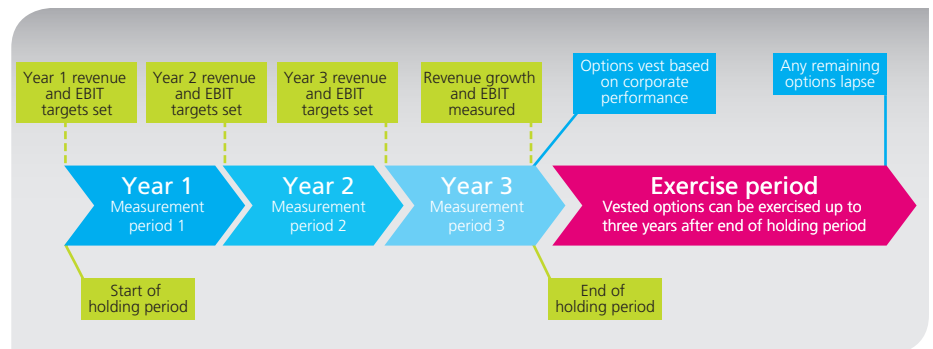 Year 1 revenue
and EBIT
targets set
Year 2 revenue
and EBIT
targets set
Year 3 revenue
and EBIT
targets set
Revenue growth
and EBIT
measured
Options vest based
on corporate
performance
Any remaining
options lapse
Year 1
Measurement
period 1
Year 2
Measurement
period 2
Year 3
Measurement
period 3
Exercise period
Vested options can be exercised up to
three years after end of holding period
Start of
holding period
End of
holding period